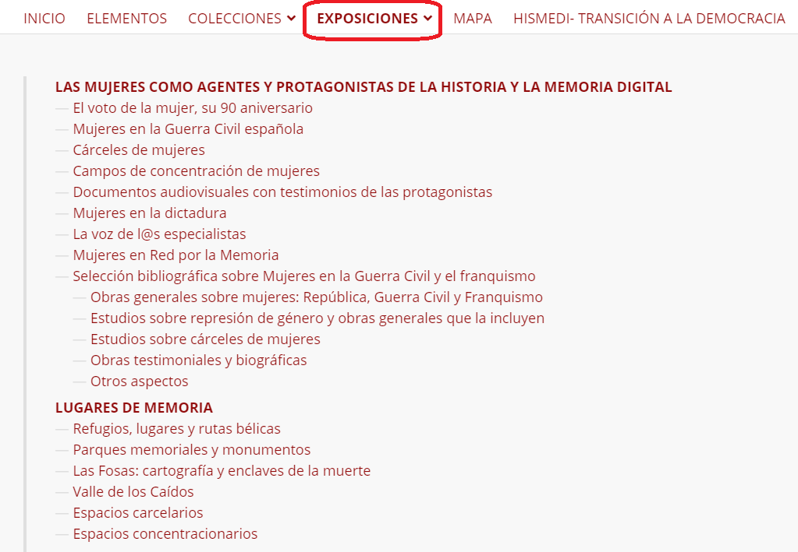 INICIO ELEMENTOS COLECCIONES EXPOSICIONES MAPA HISMEDI- TRANSICIÓN A LA DEMOCRACIA
LAS MUJERES COMO AGENTES Y PROTAGONISTAS DE LA HISTORIA Y LA MEMORIA DIGITAL
— El voto de la mujer, su 90 aniversario
— Mujeres en la Guerra Civil española
— Cárceles de mujeres
— Campos de concentración de mujeres
— Documentos audiovisuales con testimonios de las protagonistas
— Mujeres en la dictadura
— La voz de l@s especialistas
— Mujeres en Red por la Memoria
— Selección bibliográfica sobre Mujeres en la Guerra Civil y el franquismo
— Obras generales sobre mujeres: República, Guerra Civil y Franquismo
— Estudios sobre represión de género y obras generales que la incluyen
— Estudios sobre cárceles de mujeres
— Obras testimoniales y biográficas
— Otros aspectos
LUGARES DE MEMORIA
— Refugios, lugares y rutas bélicas
— Parques memoriales y monumentos
— Las Fosas: cartografía y enclaves de la muerte
— Valle de los Caídos
— Espacios carcelarios
— Espacios concentracionarios